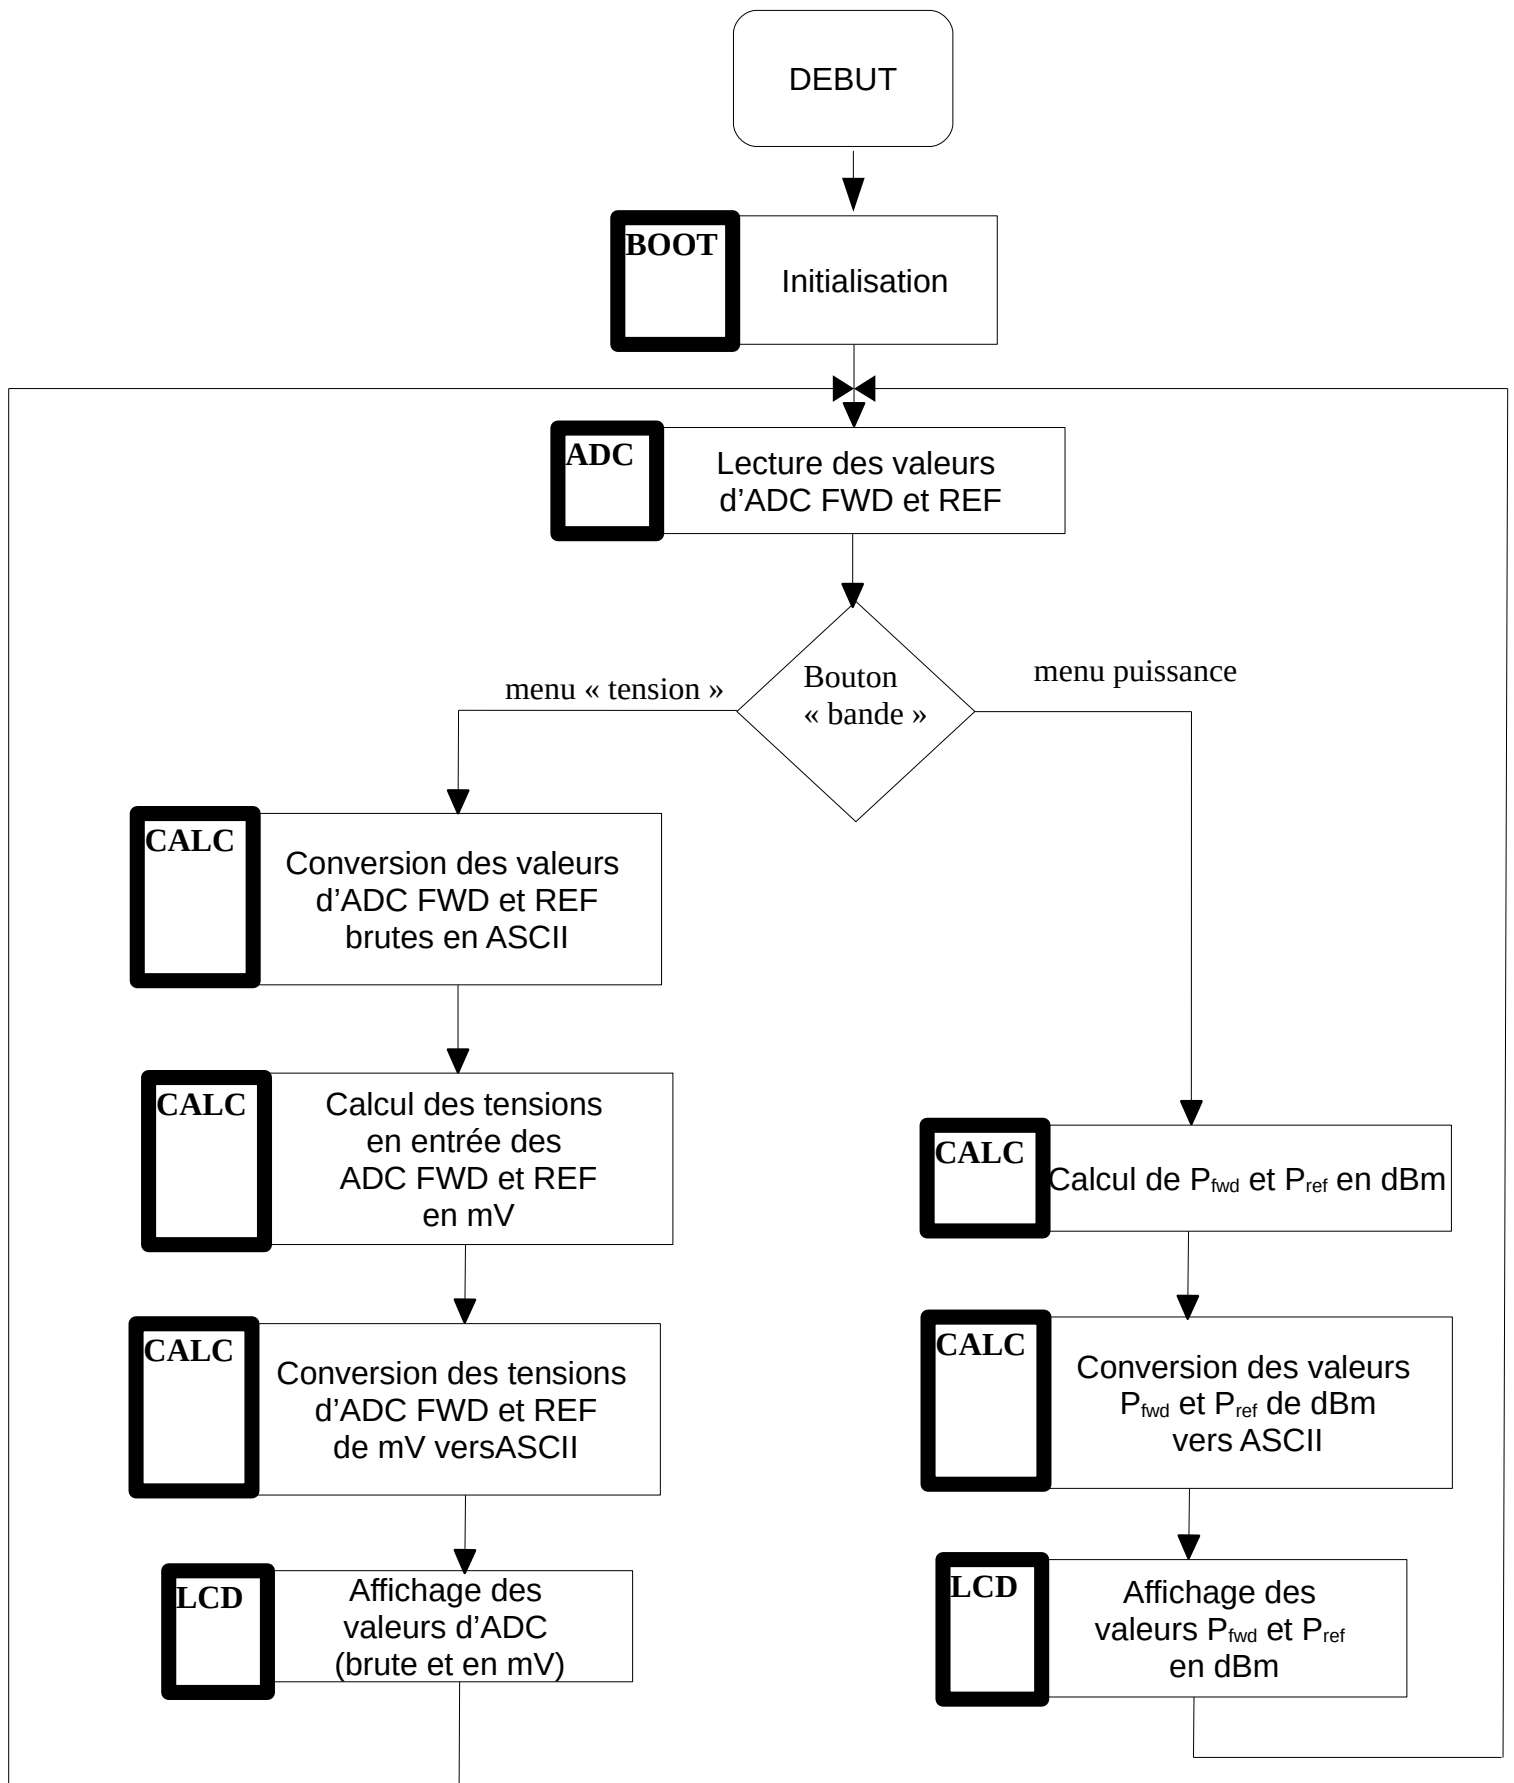 DEBUT
BOOT
Initialisation
ADC
Lecture des valeurs
d’ADC FWD et REF
Bouton
« bande »
menu « tension »
menu puissance
CALC
Conversion des valeurs
d’ADC FWD et REF
brutes en ASCII
CALC
Calcul des tensions
en entrée des
ADC FWD et REF
en mV
CALC
Conversion des tensions
d’ADC FWD et REF
de mV versASCII
LCD
Affichage des
valeurs d’ADC
(brute et en mV)
CALC
Calcul de Pfwd et Pref en dBm
CALC
Conversion des valeurs
Pfwd et Pref de dBm
vers ASCII
LCD
Affichage des
valeurs Pfwd et Pref
en dBm